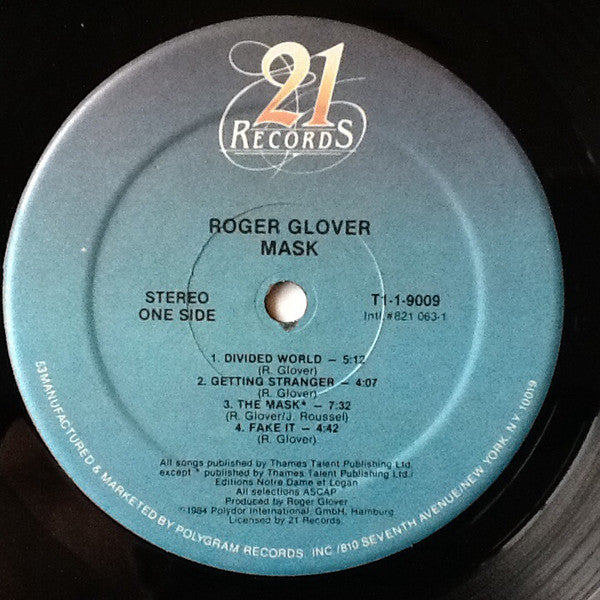 21
RECORDS
ROGER GLOVER
MASK
STEREO
ONE SIDE
T1-1-9009
Intl.#821 063-1
1. DIVIDED WORLD — 5:12
(R. Glover)
2. GETTING STRANGER — 4:07
(R. Glover)
3. THE MASK* — 7:32
(R. Glover/J. Roussel)
4. FAKE IT — 4:42
(R. Glover)
All songs published by Thames Talent Publishing Ltd.
except * published by Thames Talent Publishing Ltd./
Editions Notre Dame et Logan
All selections ASCAP
Produced by Roger Glover
℗1984 Polydor International, GmbH, Hamburg
Licensed by 21 Records.
53 MANUFACTURED & MARKETED BY POLYGRAM RECORDS, INC./810 SEVENTH AVENUE/NEW YORK, NY 10019